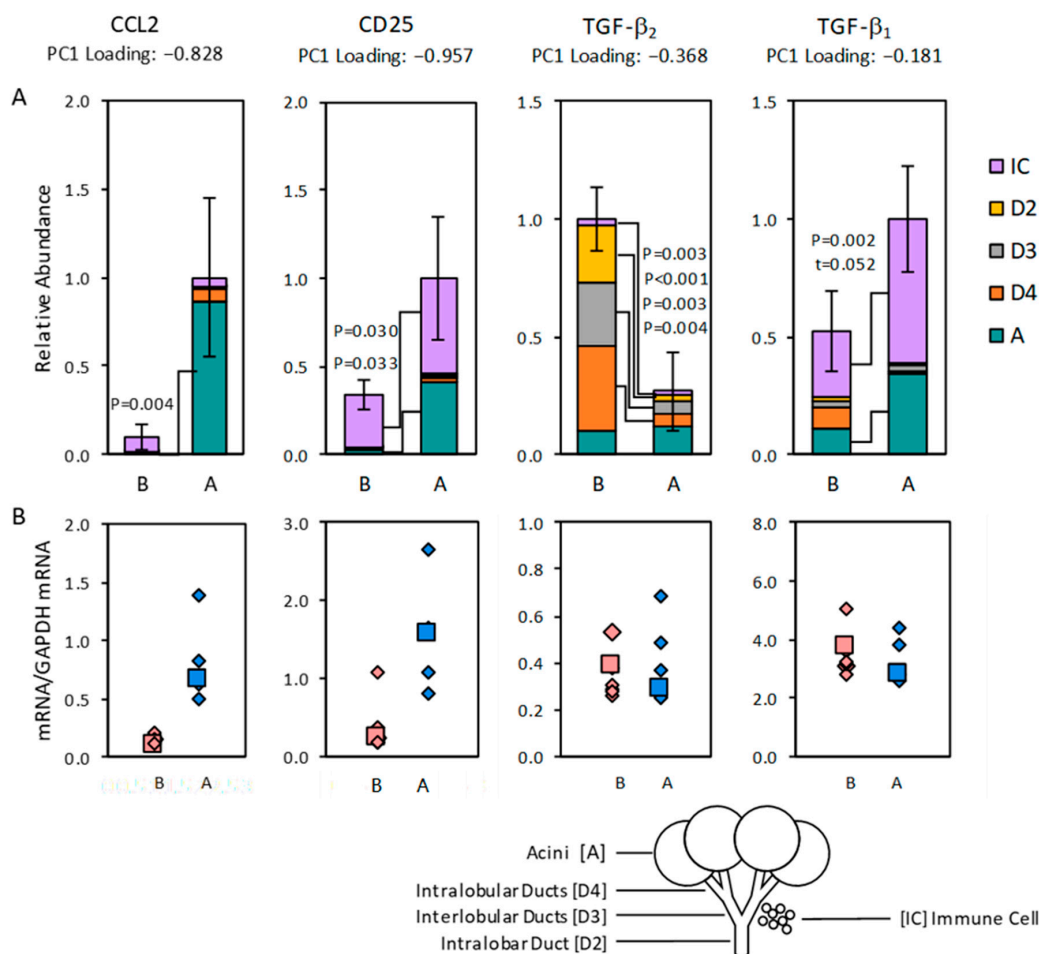 CCL2
PC1 Loading: −0.828
CD25
PC1 Loading: −0.957
TGF-β₂
PC1 Loading: −0.368
TGF-β₁
PC1 Loading: −0.181
A
Relative Abundance
2.0
1.5
1.0
0.5
0.0
P=0.004
B A
2.0
1.5
1.0
0.5
0.0
P=0.030
P=0.033
B A
1.5
1.0
0.5
0.0
P=0.003
P<0.001
P=0.003
P=0.004
B A
1.5
1.0
0.5
0.0
P=0.002
t=0.052
B A
IC
D2
D3
D4
A
B
mRNA/GAPDH mRNA
2.0
1.5
1.0
0.5
0.0
B A
3.0
2.0
1.0
0.0
B A
1.0
0.8
0.6
0.4
0.2
0.0
B A
8.0
6.0
4.0
2.0
0.0
B A
Acini [A]
Intralobular Ducts [D4]
Interlobular Ducts [D3]
Intralobar Duct [D2]
[IC] Immune Cell